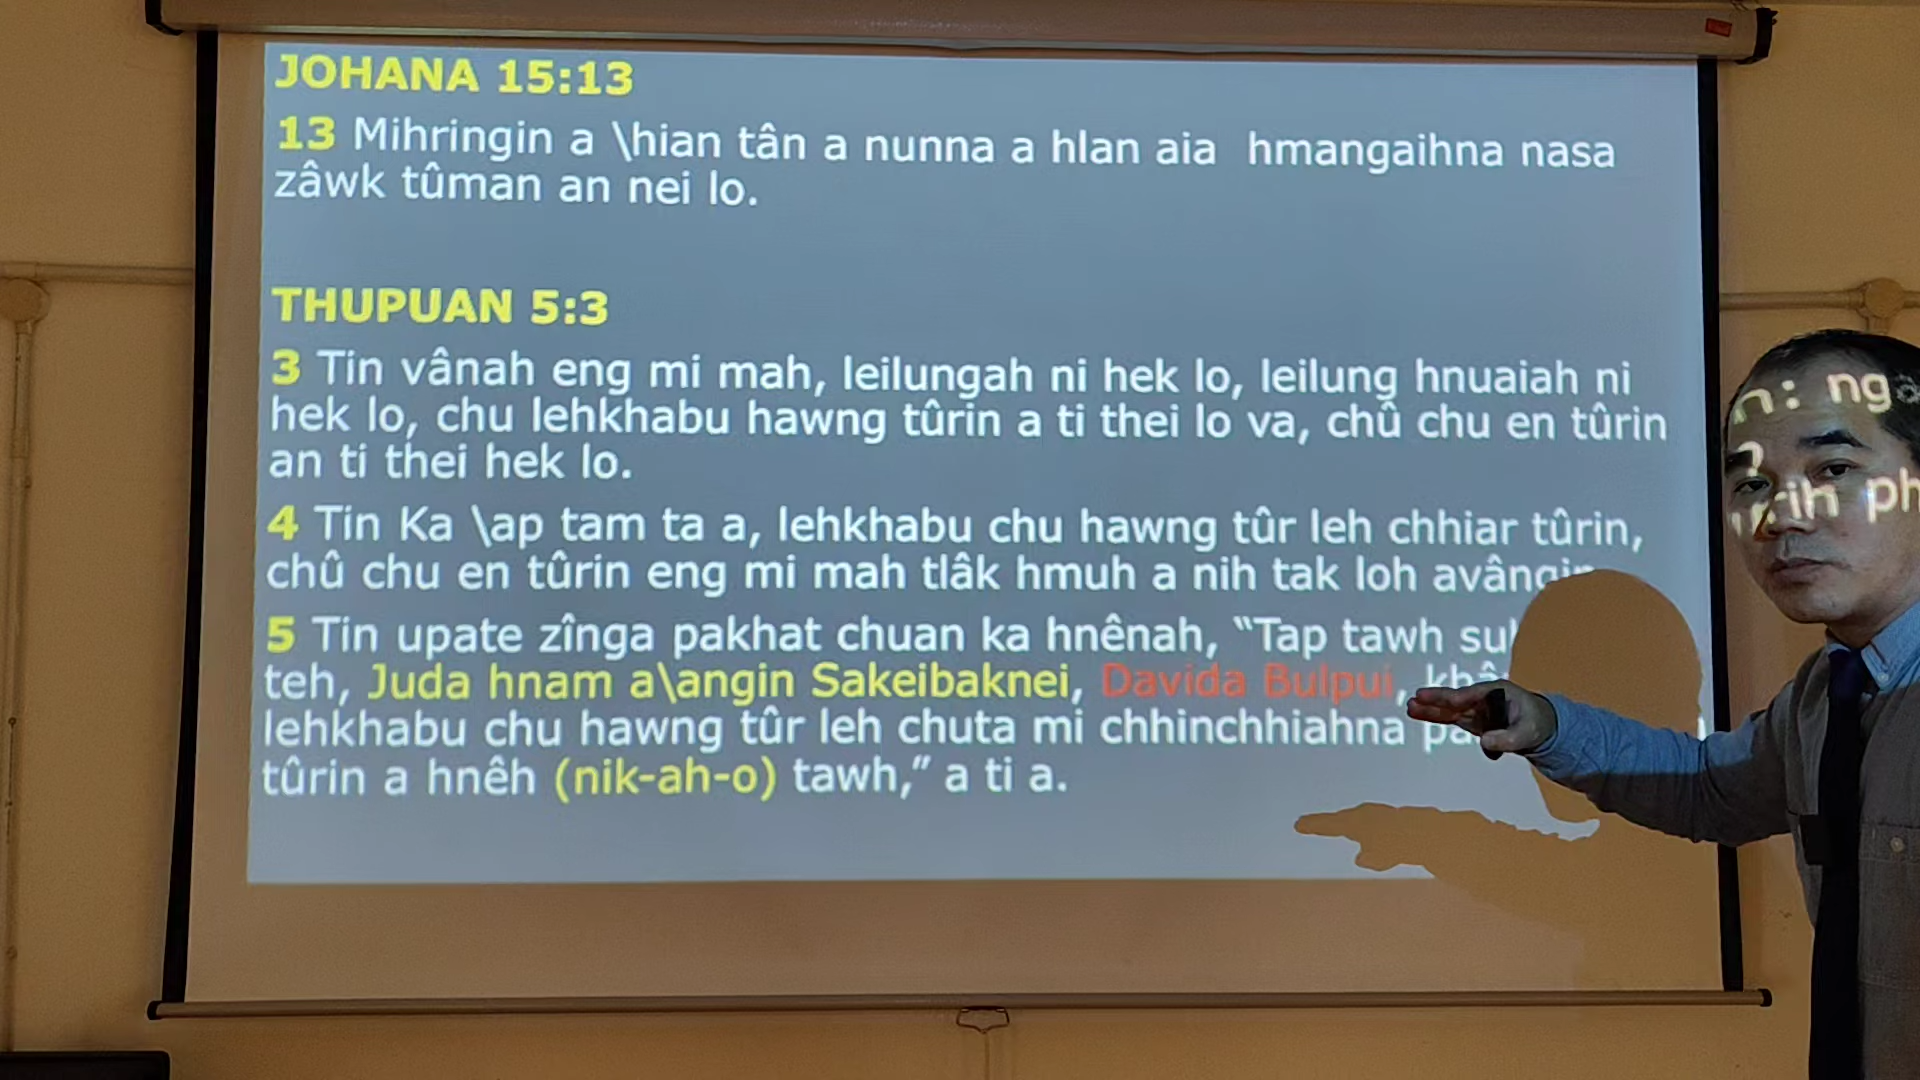 JOHANA 15:13
13 Mihringin a \hian tân a nunna a hlan aia hmangaihna nasa
zâwk tûman an nei lo.
THUPUAN 5:3
3 Tin vânah eng mi mah, leilungah ni hek lo, leilung hnuaiah ni
hek lo, chu lehkhabu hawng tûrin a ti thei lo va, chû chu en tûrin
an ti thei hek lo.
4 Tin Ka \ap tam ta a, lehkhabu chu hawng tûr leh chhiar tûrin,
chû chu en tûrin eng mi mah tlâk hmuh a nih tak loh avângin
5 Tin upate zînga pakhat chuan ka hnênah, “Tap tawh
teh, Juda hnam a\angin Sakeibaknei, Davida Bulpui,
lehkhabu chu hawng tûr leh chuta mi chhinchhiahna
tûrin a hnêh (nik-ah-o) tawh,” a ti a.